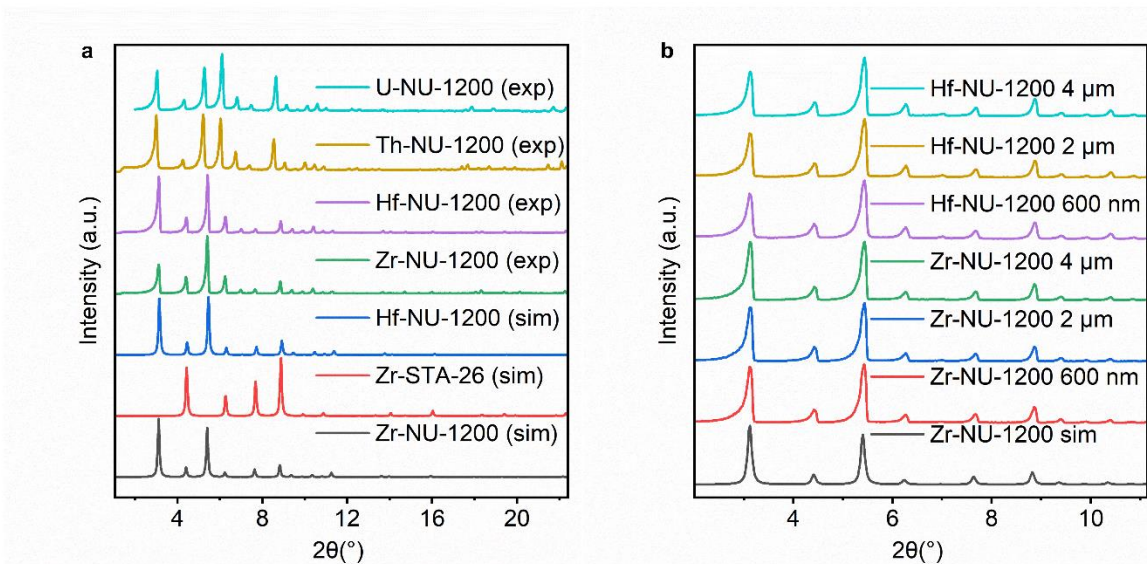 a
Intensity (a.u.)
U-NU-1200 (exp)
Th-NU-1200 (exp)
Hf-NU-1200 (exp)
Zr-NU-1200 (exp)
Hf-NU-1200 (sim)
Zr-STA-26 (sim)
Zr-NU-1200 (sim)
4 8 12 16 20
2θ(°)
b
Intensity (a.u.)
Hf-NU-1200 4 μm
Hf-NU-1200 2 μm
Hf-NU-1200 600 nm
Zr-NU-1200 4 μm
Zr-NU-1200 2 μm
Zr-NU-1200 600 nm
Zr-NU-1200 sim
4 6 8 10
2θ(°)